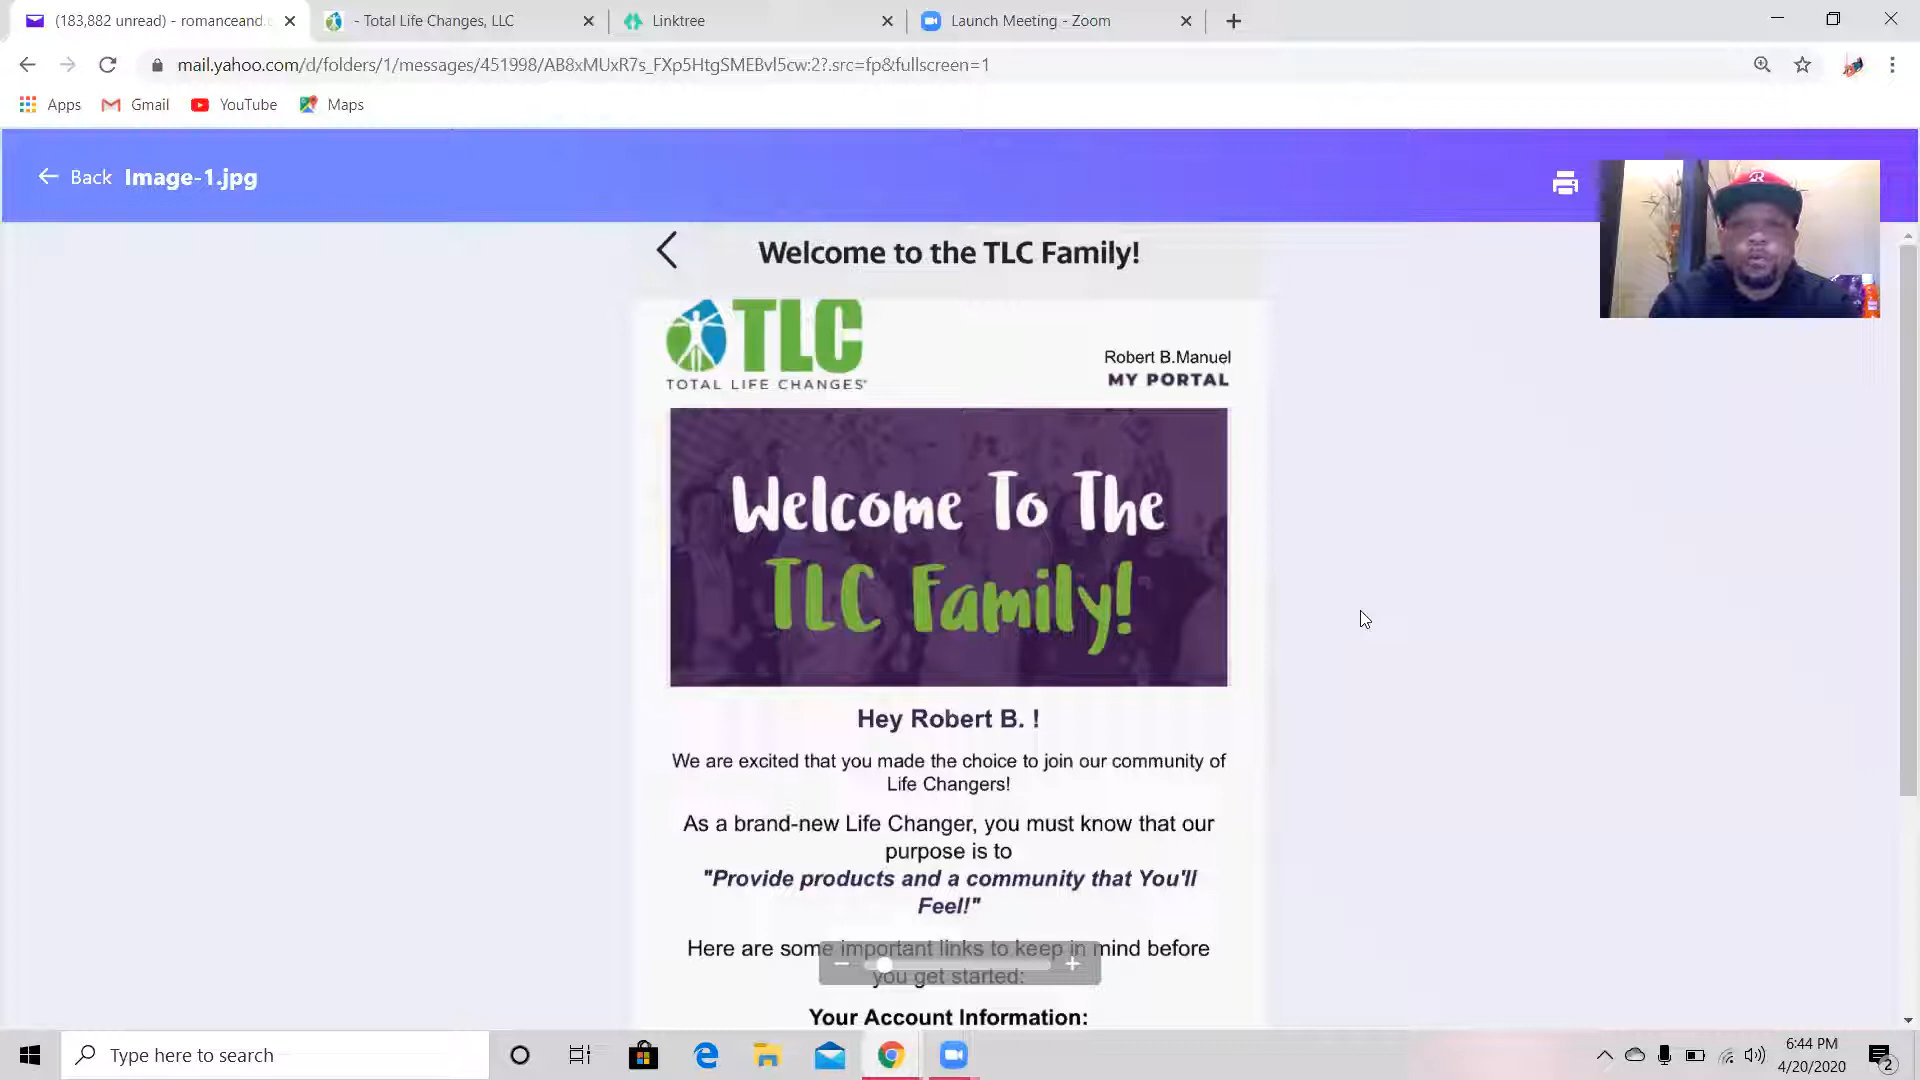 (183,882 unread) - romanceand.
- Total Life Changes, LLC
Linktree
Launch Meeting - Zoom
mail.yahoo.com/d/folders/1/messages/451998/AB8xMUxR7s_FXp5HtgSMEBvl5cw:2?.src=fp&fullscreen=1
Apps
Gmail
YouTube
Maps
Back Image-1.jpg
Welcome to the TLC Family!
TLC
TOTAL LIFE CHANGES
Robert B.Manuel
MY PORTAL
Welcome To The
TLC Family!
Hey Robert B. !
We are excited that you made the choice to join our community of
Life Changers!
As a brand-new Life Changer, you must know that our
purpose is to
"Provide products and a community that You'll
Feel!"
Here are some important links to keep in mind before
you get started:
Your Account Information:
Type here to search
6:44 PM
4/20/2020
2